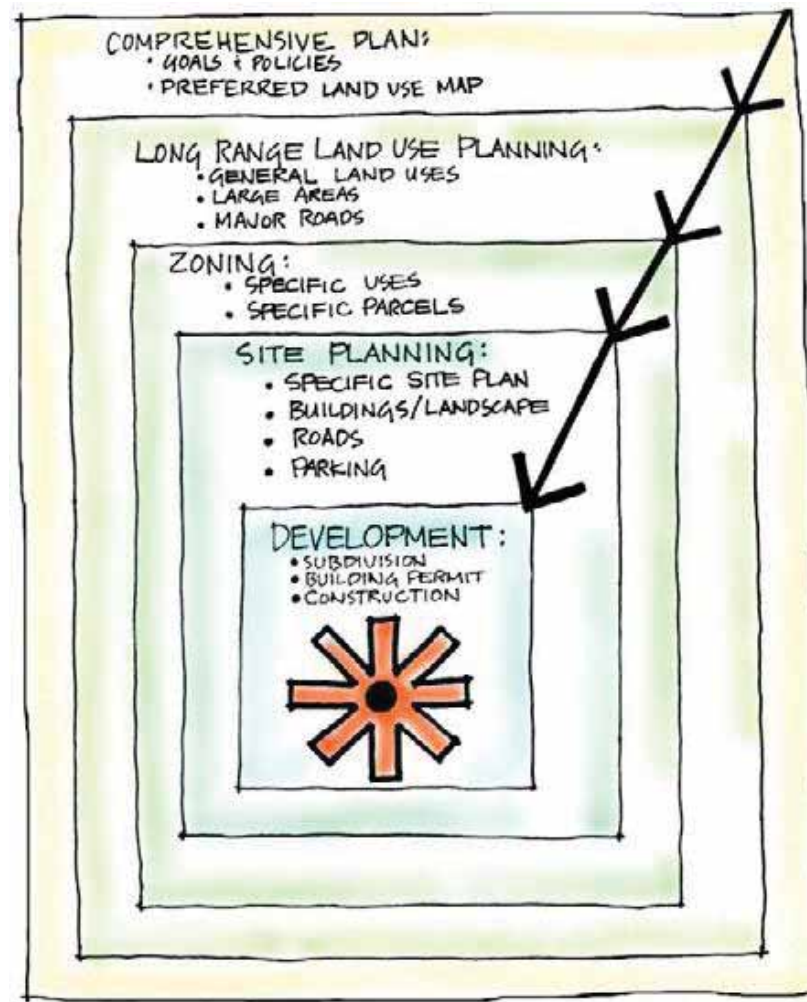 COMPREHENSIVE PLAN:
• GOALS & POLICIES
• PREFERRED LAND USE MAP
LONG RANGE LAND USE PLANNING:
• GENERAL LAND USES
• LARGE AREAS
• MAJOR ROADS
ZONING:
• SPECIFIC USES
• SPECIFIC PARCELS
SITE PLANNING:
• SPECIFIC SITE PLAN
• BUILDINGS/LANDSCAPE
• ROADS
• PARKING
DEVELOPMENT:
• SUBDIVISION
• BUILDING PERMIT
• CONSTRUCTION